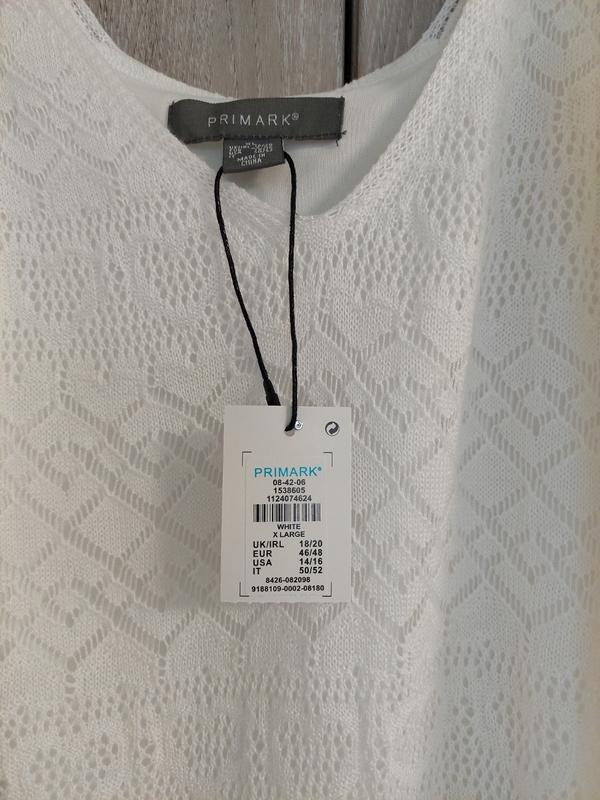 PRIMARK®
MADE IN
CHINA
PRIMARK®
08-42-06
1538605
1124074624
WHITE
X LARGE
UK/IRL 18/20
EUR 46/48
USA 14/16
IT 50/52
8426-082098
9188109-0002-08180